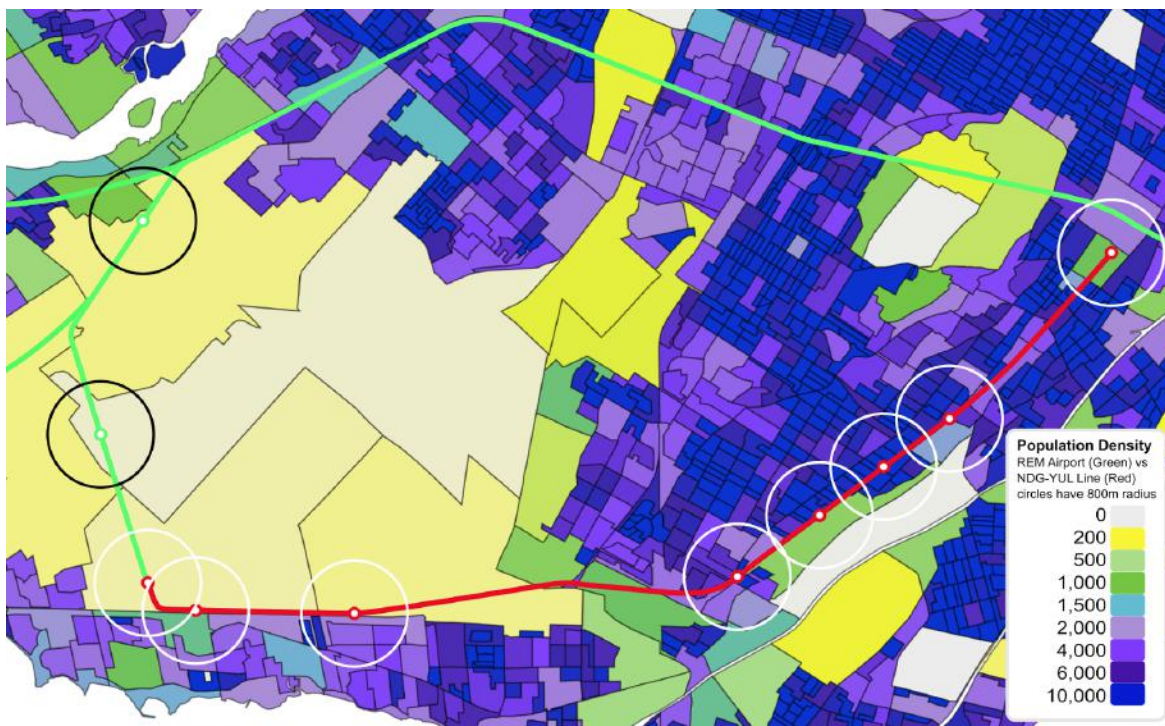 Population Density
REM Airport (Green) vs
NDG-YUL Line (Red)
circles have 800m radius
0
200
500
1,000
1,500
2,000
4,000
6,000
10,000